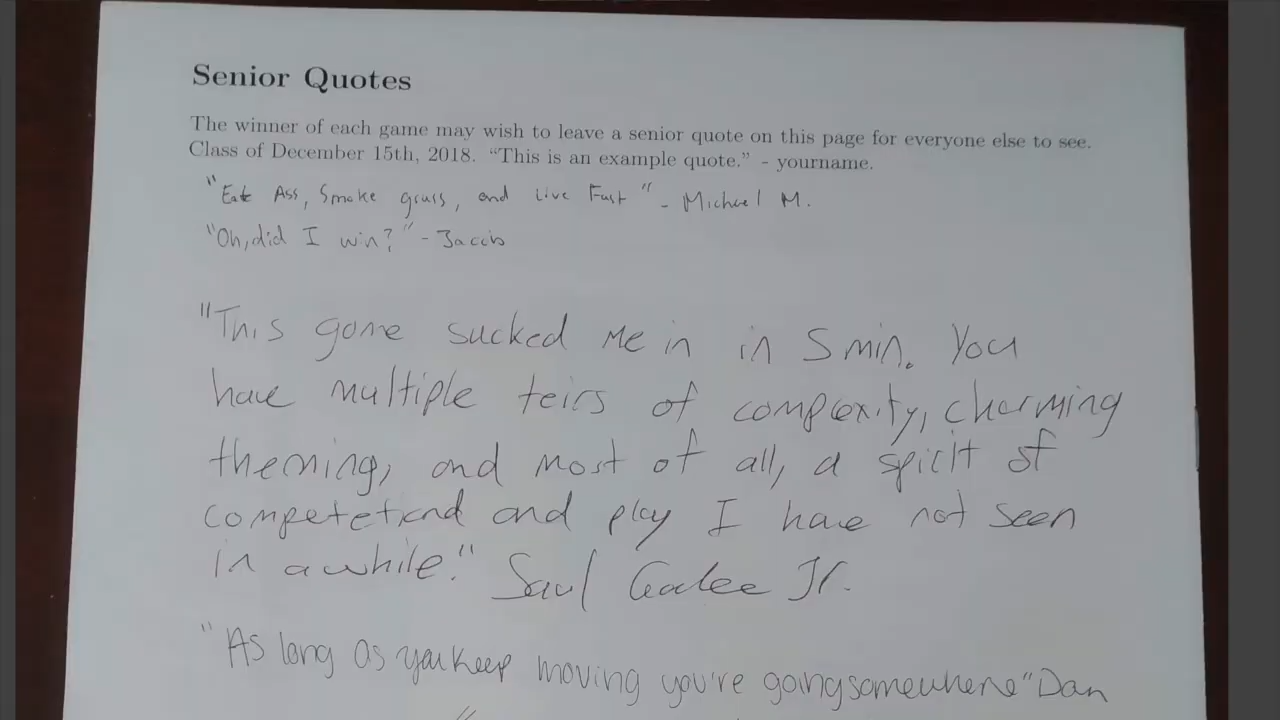 Senior Quotes
The winner of each game may wish to leave a senior quote on this page for everyone else to see.
Class of December 15th, 2018. “This is an example quote.” - yourname.
"Eat Ass, Smoke grass, and Live Fast" - Michael M.
"Oh, did I win?" - Jacob
"This game sucked me in in 5 min. You
have multiple teirs of complexity, charming
theming, and most of all, a spirit of
and play I have not seen
in awhile." Saul Jr.
"As long as you keep moving you're going somewhere" Dan